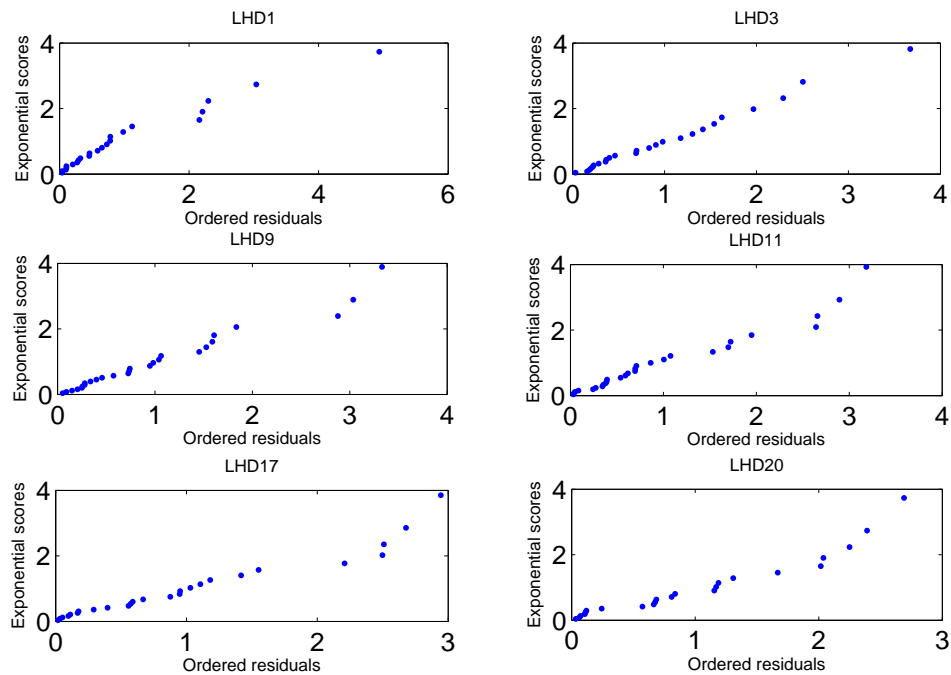 LHD1
Exponential scores
4
2
0
0 2 4 6
Ordered residuals
LHD3
Exponential scores
4
2
0
0 1 2 3 4
Ordered residuals
LHD9
Exponential scores
4
2
0
0 1 2 3 4
Ordered residuals
LHD11
Exponential scores
4
2
0
0 1 2 3 4
Ordered residuals
LHD17
Exponential scores
4
2
0
0 1 2 3
Ordered residuals
LHD20
Exponential scores
4
2
0
0 1 2 3
Ordered residuals